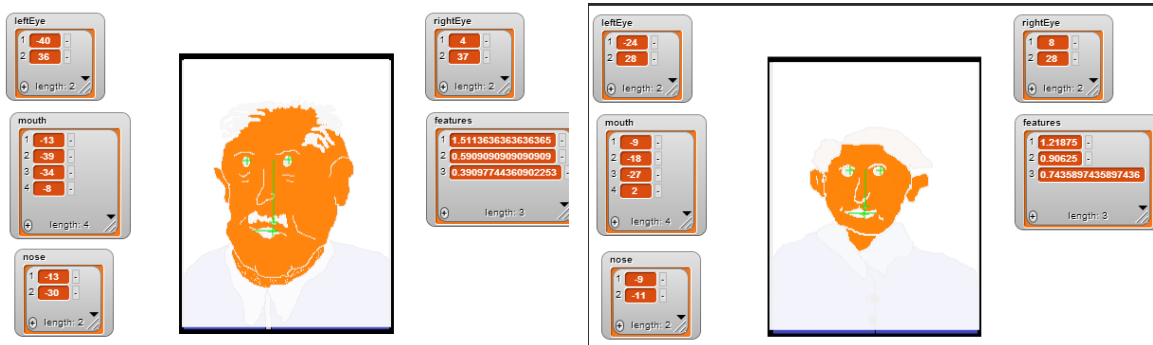 leftEye
1 -40 -
2 36 -
length: 2
mouth
1 -13 -
2 -39 -
3 -34 -
4 -8 -
length: 4
nose
1 -13 -
2 -30 -
length: 2
rightEye
1 4 -
2 37 -
length: 2
features
1 1.5113636363636365 -
2 0.5909090909090909 -
3 0.39097744360902253
length: 3
leftEye
1 -24 -
2 28 -
length: 2
mouth
1 -9 -
2 -18 -
3 -27 -
4 2 -
length: 4
nose
1 -9 -
2 -11 -
length: 2
rightEye
1 8 -
2 28 -
length: 2
features
1 1.21875 -
2 0.90625 -
3 0.7435897435897436
length: 3